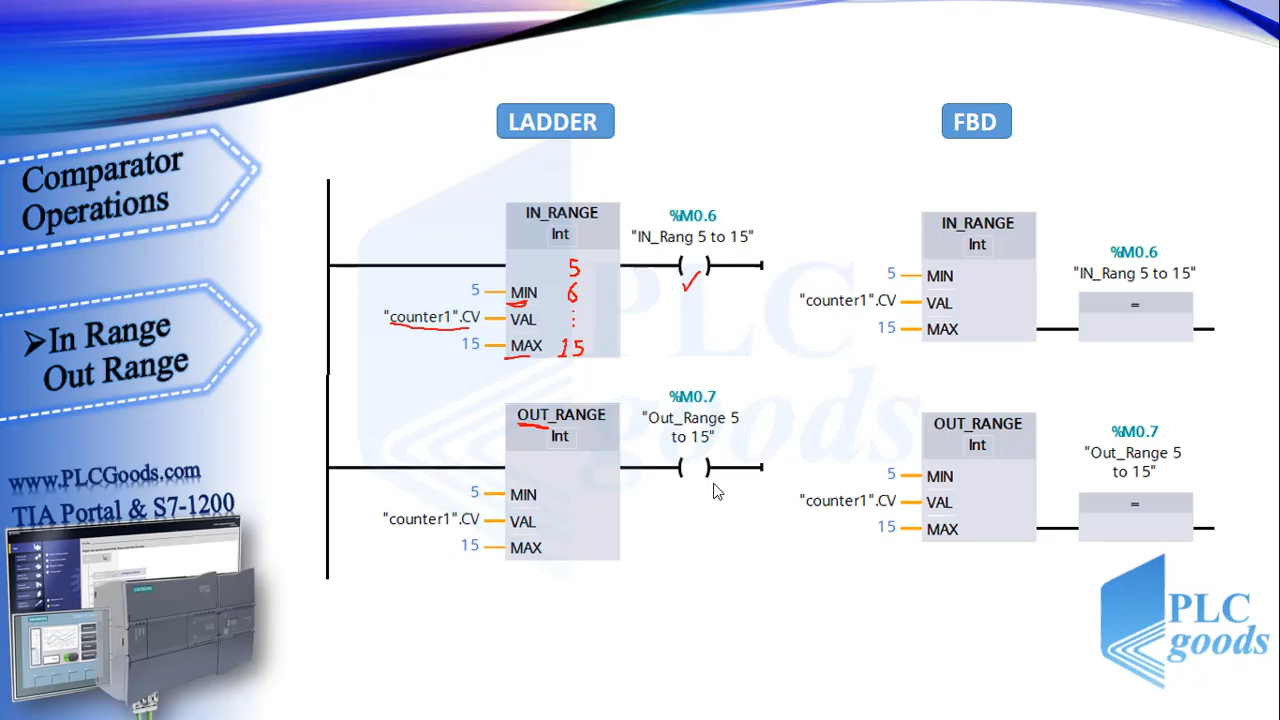 LADDER
FBD
Comparator
Operations
➤In Range
Out Range
www.PLCGoods.com
TIA Portal & S7-1200
IN_RANGE
Int
%M0.6
"IN_Rang 5 to 15"
5
5 MIN 6
"counter1".CV VAL :
15 MAX 15
OUT_RANGE
Int
%M0.7
"Out_Range 5
to 15"
5 MIN
"counter1".CV VAL
15 MAX
IN_RANGE
Int
%M0.6
"IN_Rang 5 to 15"
5 MIN
"counter1".CV VAL =
15 MAX
OUT_RANGE
Int
%M0.7
"Out_Range 5
to 15"
5 MIN
"counter1".CV VAL =
15 MAX
PLC
goods
PLC
goods
SIEMENS